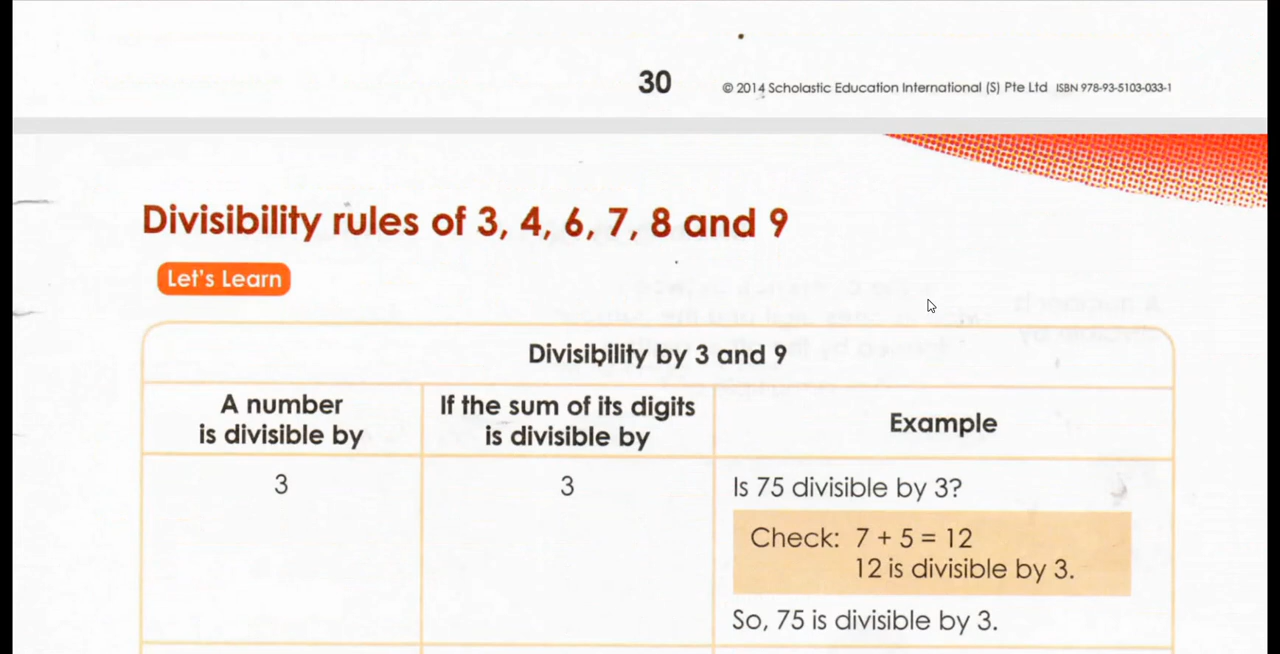 30
© 2014 Scholastic Education International (S) Pte Ltd ISBN 978-93-5103-033-1
Divisibility rules of 3, 4, 6, 7, 8 and 9
Let's Learn
Divisibility by 3 and 9
A number
is divisible by
If the sum of its digits
is divisible by
Example
3
3
Is 75 divisible by 3?
Check: 7 + 5 = 12
12 is divisible by 3.
So, 75 is divisible by 3.